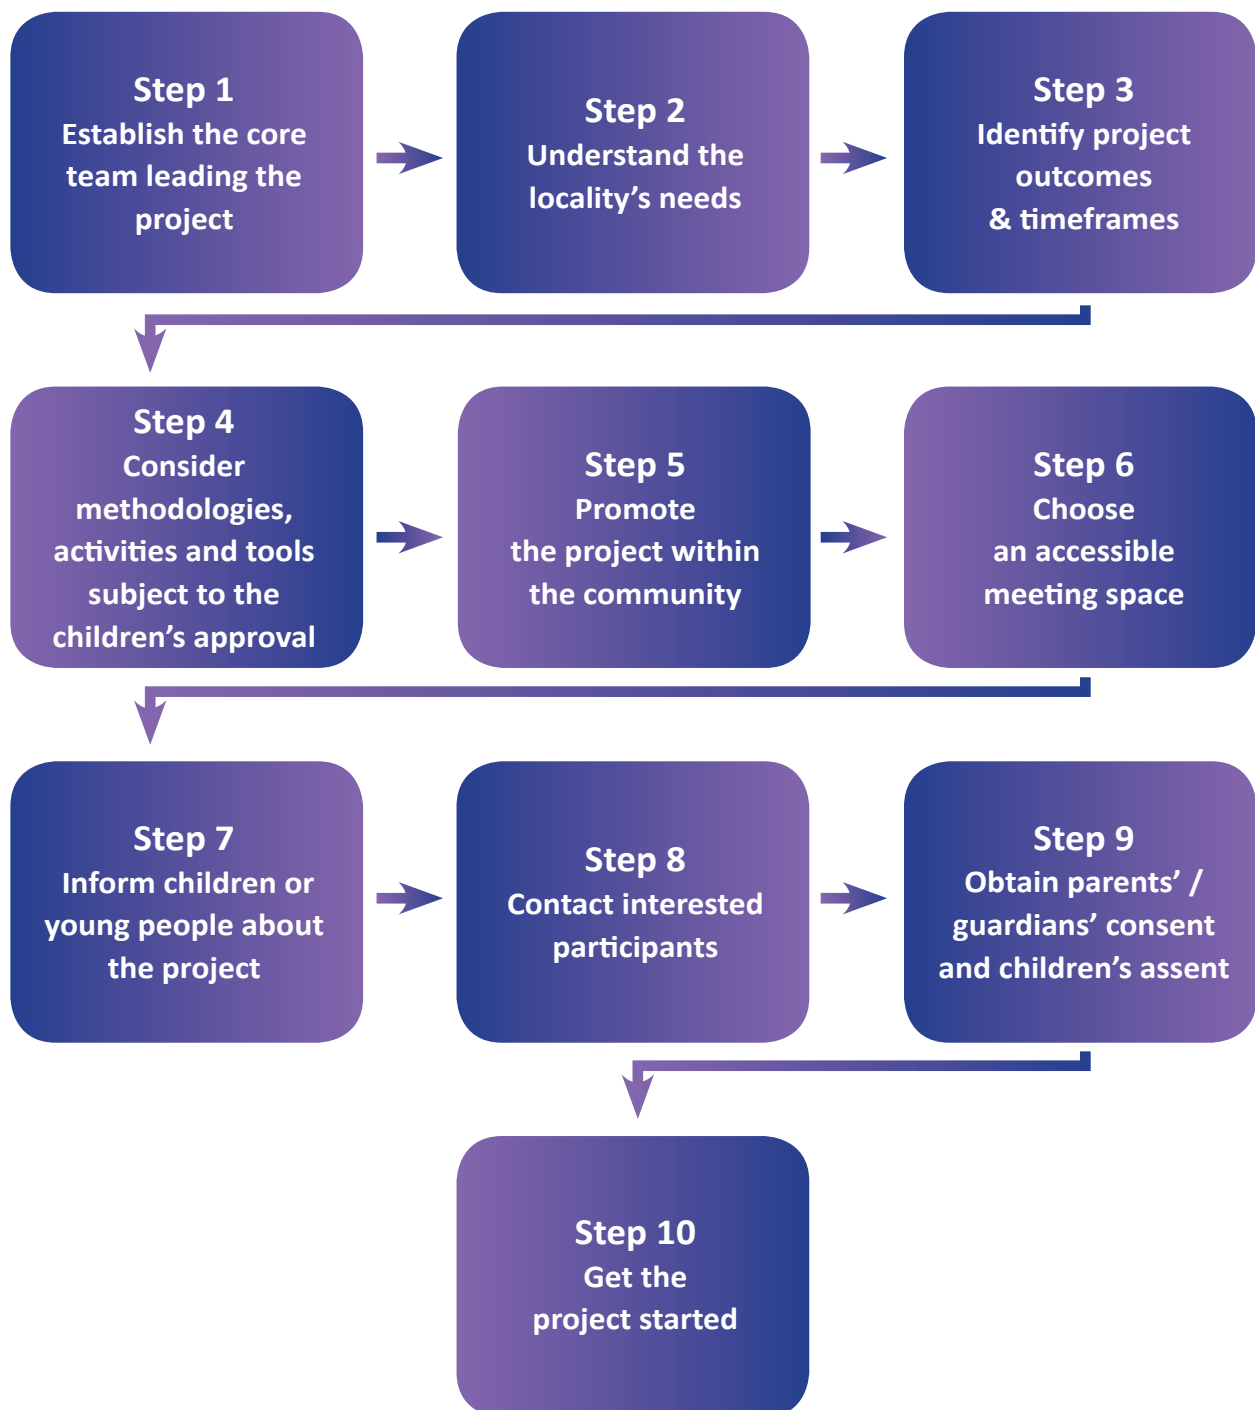 Step 1
Establish the core
team leading the
project
Step 2
Understand the
locality’s needs
Step 3
Identify project
outcomes
& timeframes
Step 4
Consider
methodologies,
activities and tools
subject to the
children’s approval
Step 5
Promote
the project within
the community
Step 6
Choose
an accessible
meeting space
Step 7
Inform children or
young people about
the project
Step 8
Contact interested
participants
Step 9
Obtain parents’ /
guardians’ consent
and children’s assent
Step 10
Get the
project started